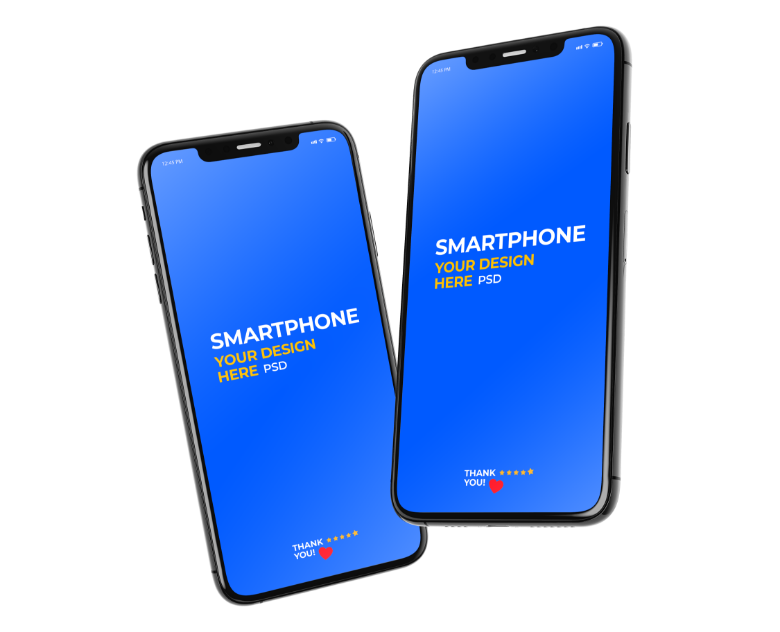 12:45 PM
SMARTPHONE
YOUR DESIGN
HERE PSD
THANK
YOU!
12:45 PM
SMARTPHONE
YOUR DESIGN
HERE PSD
THANK
YOU!